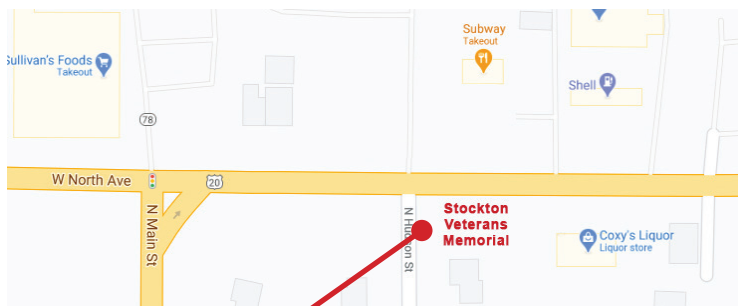 Subway
Takeout
Sullivan's Foods
Takeout
Shell
78
W North Ave
20
N Main St
N Hudson St
Stockton
Veterans
Memorial
Coxy's Liquor
Liquor store